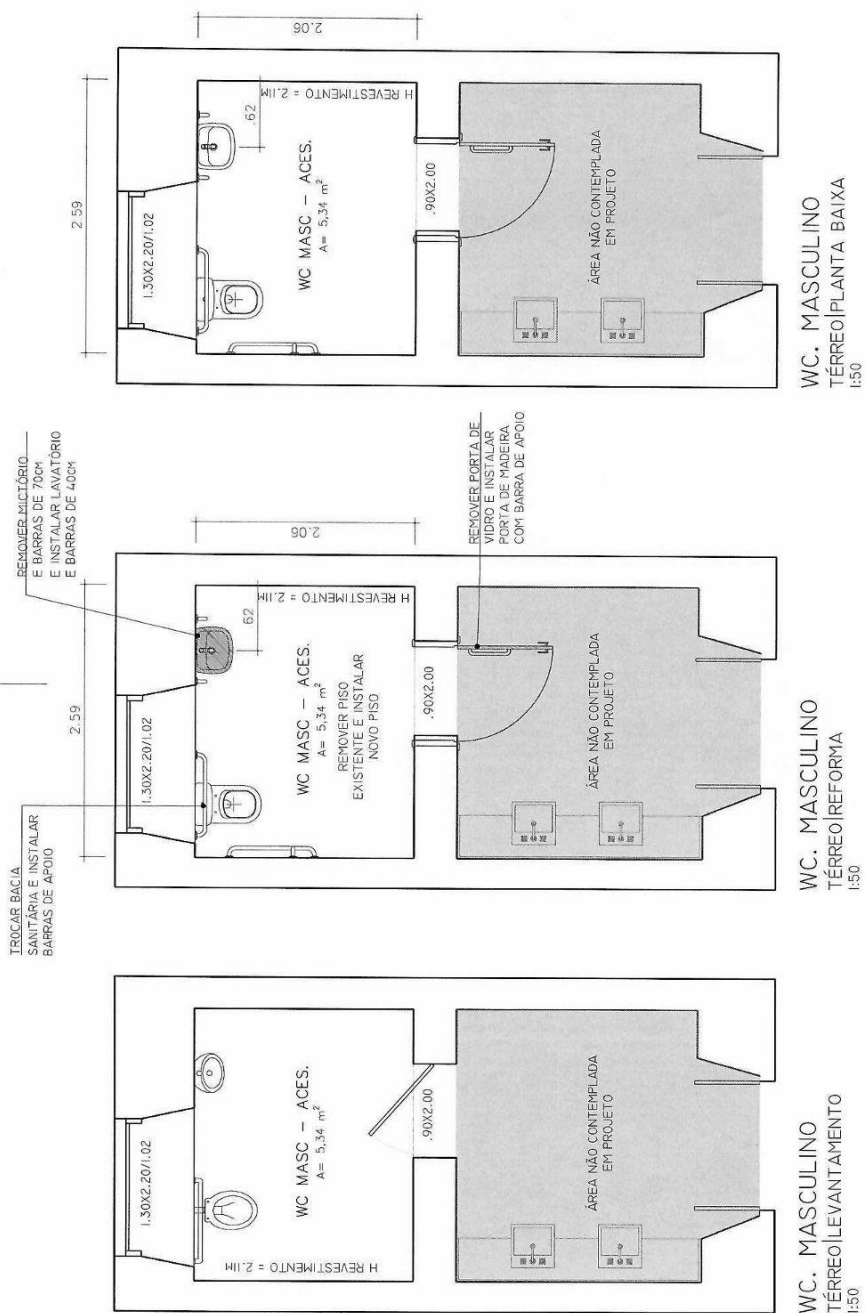 1.30X2.20/1.02
H REVESTIMENTO = 2.11M
WC MASC - ACES.
A= 5,34 m²
.90X2.00
ÁREA NÃO CONTEMPLADA
EM PROJETO
WC. MASCULINO
TÉRREO|LEVANTAMENTO
1:50
TROCAR BACIA
SANITÁRIA E INSTALAR
BARRAS DE APOIO
REMOVER MICTÓRIO
E BARRAS DE 70CM
E INSTALAR LAVATÓRIO
E BARRAS DE 40CM
2.59
1.30X2.20/1.02
62
H REVESTIMENTO = 2.11M
2.06
WC MASC - ACES.
A= 5,34 m²
REMOVER PISO
EXISTENTE E INSTALAR
NOVO PISO
.90X2.00
REMOVER PORTA DE
VIDRO E INSTALAR
PORTA DE MADEIRA
COM BARRA DE APOIO
ÁREA NÃO CONTEMPLADA
EM PROJETO
WC. MASCULINO
TÉRREO|REFORMA
1:50
2.59
1.30X2.20/1.02
.62
H REVESTIMENTO = 2.11M
2.06
WC MASC - ACES.
A= 5,34 m²
.90X2.00
ÁREA NÃO CONTEMPLADA
EM PROJETO
WC. MASCULINO
TÉRREO|PLANTA BAIXA
1:50